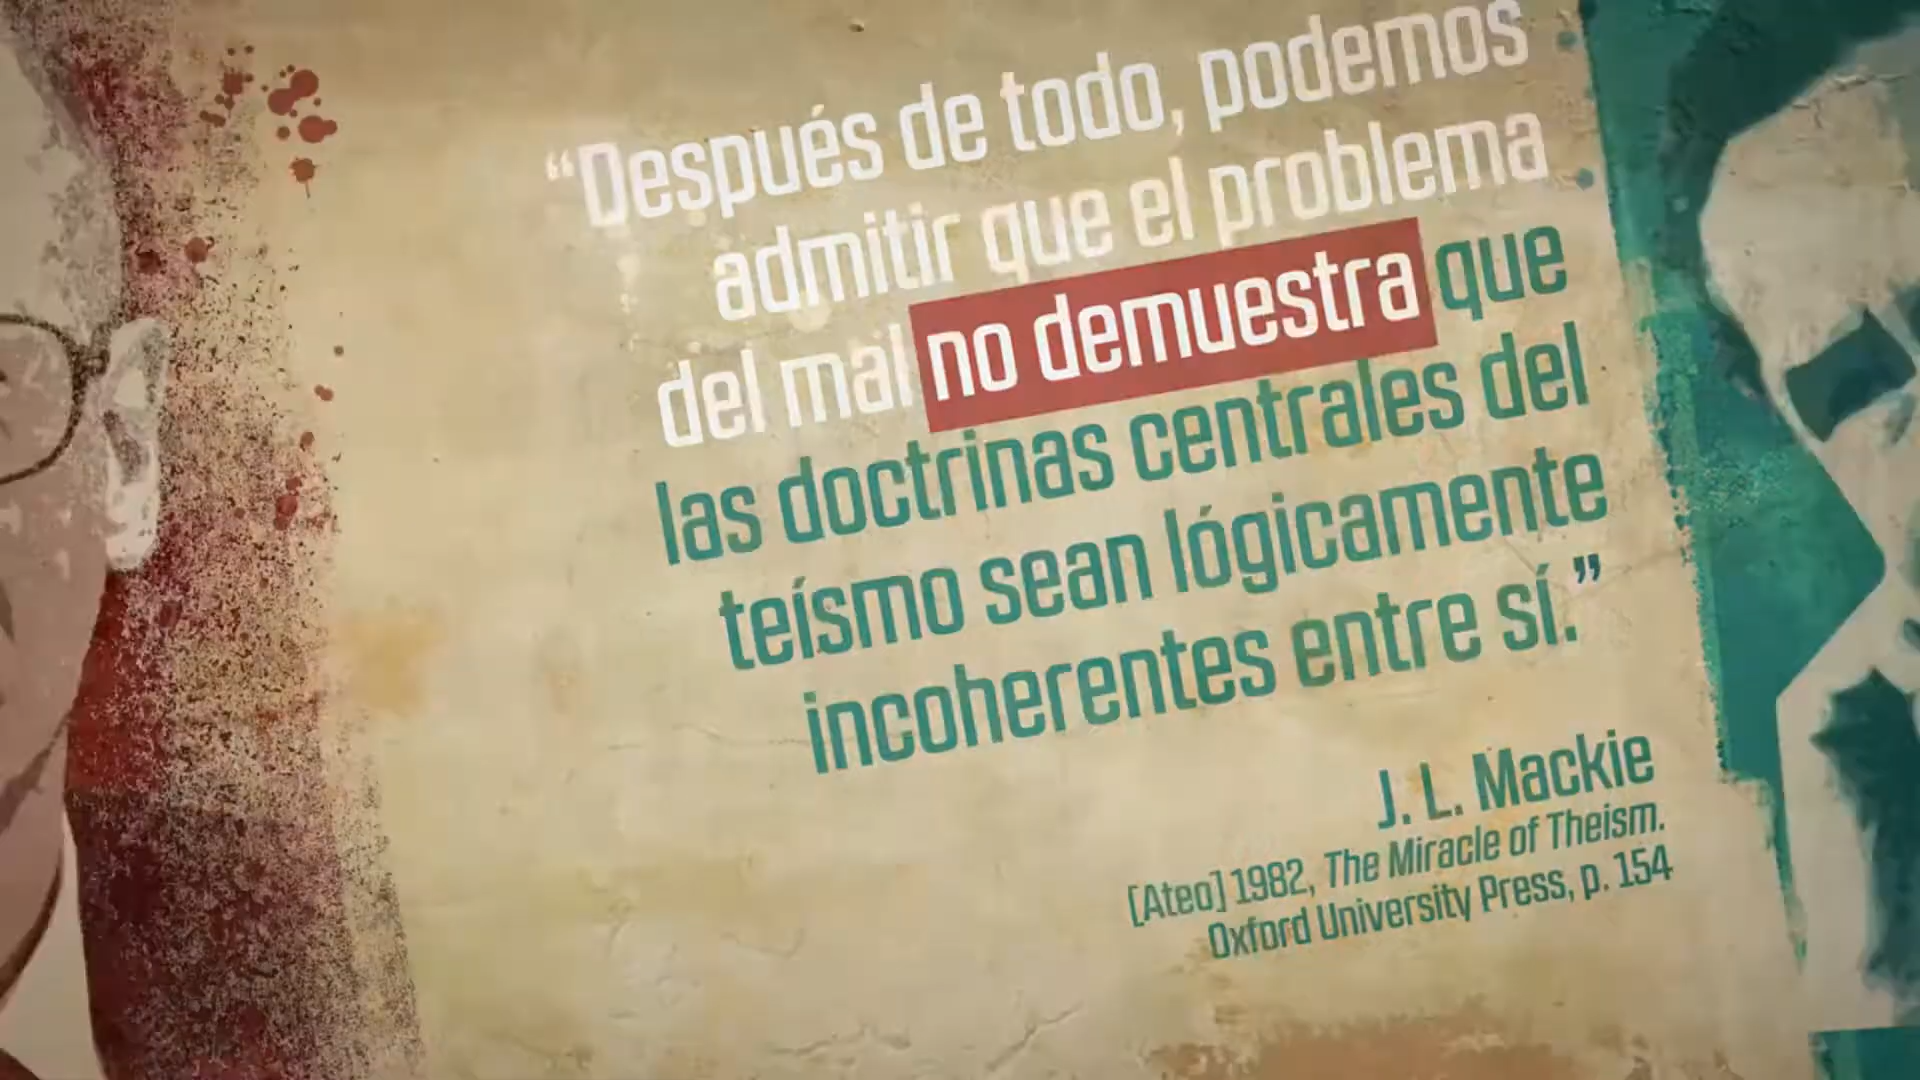 “Después de todo, podemos
admitir que el problema
del mal no demuestra que
las doctrinas centrales del
teísmo sean lógicamente
incoherentes entre sí.”
J. L. Mackie
[Ateo] 1982, The Miracle of Theism.
Oxford University Press, p. 154